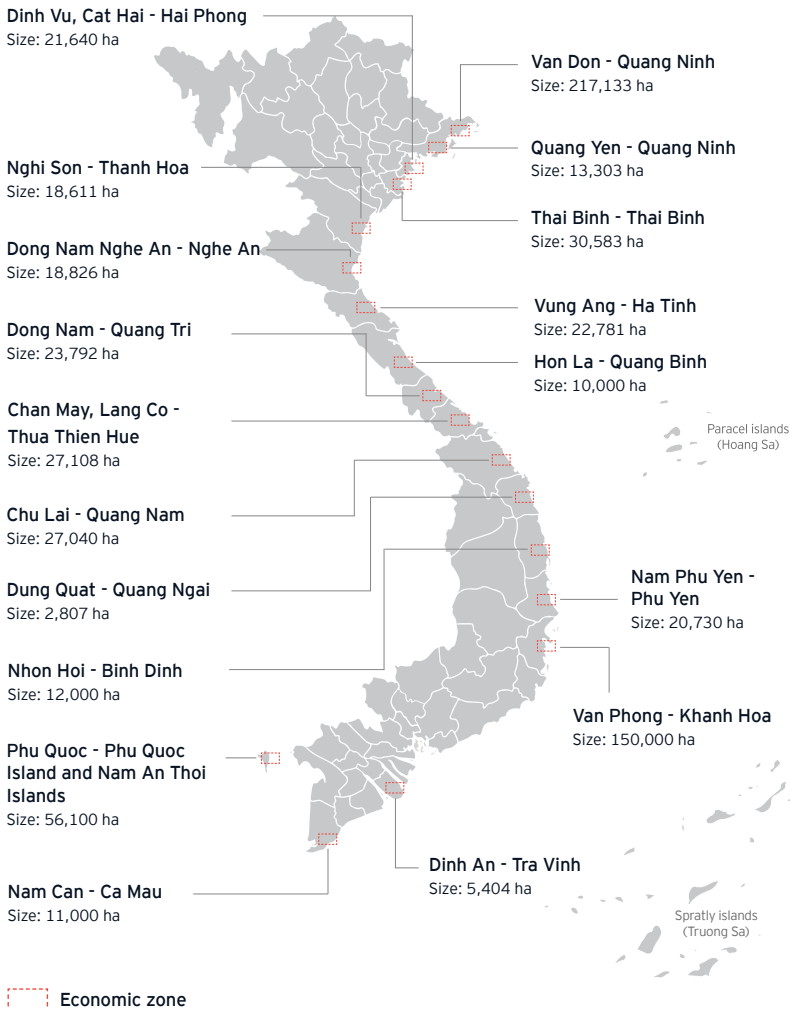 Dinh Vu, Cat Hai - Hai Phong
Size: 21,640 ha
Van Don - Quang Ninh
Size: 217,133 ha
Quang Yen - Quang Ninh
Size: 13,303 ha
Nghi Son - Thanh Hoa
Size: 18,611 ha
Thai Binh - Thai Binh
Size: 30,583 ha
Dong Nam Nghe An - Nghe An
Size: 18,826 ha
Vung Ang - Ha Tinh
Size: 22,781 ha
Dong Nam - Quang Tri
Size: 23,792 ha
Hon La - Quang Binh
Size: 10,000 ha
Chan May, Lang Co -
Thua Thien Hue
Size: 27,108 ha
Paracel islands
(Hoang Sa)
Chu Lai - Quang Nam
Size: 27,040 ha
Dung Quat - Quang Ngai
Size: 2,807 ha
Nam Phu Yen -
Phu Yen
Size: 20,730 ha
Nhon Hoi - Binh Dinh
Size: 12,000 ha
Van Phong - Khanh Hoa
Size: 150,000 ha
Phu Quoc - Phu Quoc
Island and Nam An Thoi
Islands
Size: 56,100 ha
Dinh An - Tra Vinh
Size: 5,404 ha
Nam Can - Ca Mau
Size: 11,000 ha
Spratly islands
(Truong Sa)
Economic zone